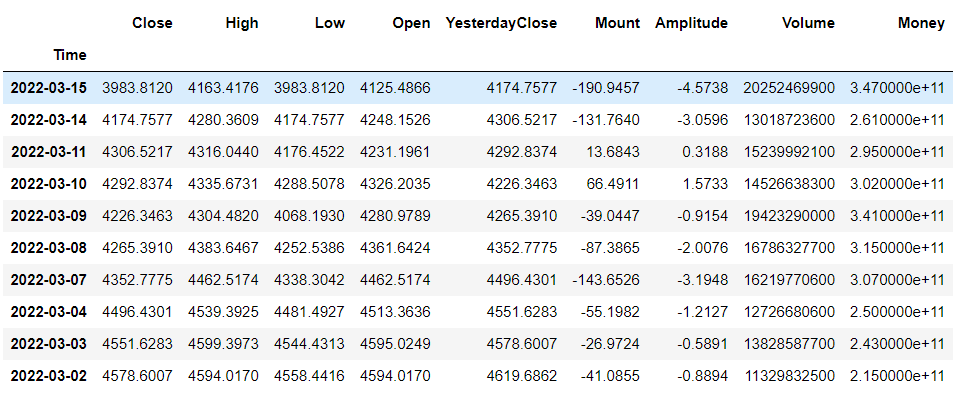 Close High Low Open YesterdayClose Mount Amplitude Volume Money
Time
2022-03-15 3983.8120 4163.4176 3983.8120 4125.4866 4174.7577 -190.9457 -4.5738 20252469900 3.470000e+11
2022-03-14 4174.7577 4280.3609 4174.7577 4248.1526 4306.5217 -131.7640 -3.0596 13018723600 2.610000e+11
2022-03-11 4306.5217 4316.0440 4176.4522 4231.1961 4292.8374 13.6843 0.3188 15239992100 2.950000e+11
2022-03-10 4292.8374 4335.6731 4288.5078 4326.2035 4226.3463 66.4911 1.5733 14526638300 3.020000e+11
2022-03-09 4226.3463 4304.4820 4068.1930 4280.9789 4265.3910 -39.0447 -0.9154 19423290000 3.410000e+11
2022-03-08 4265.3910 4383.6467 4252.5386 4361.6424 4352.7775 -87.3865 -2.0076 16786327700 3.150000e+11
2022-03-07 4352.7775 4462.5174 4338.3042 4462.5174 4496.4301 -143.6526 -3.1948 16219770600 3.070000e+11
2022-03-04 4496.4301 4539.3925 4481.4927 4513.3636 4551.6283 -55.1982 -1.2127 12726680600 2.500000e+11
2022-03-03 4551.6283 4599.3973 4544.4313 4595.0249 4578.6007 -26.9724 -0.5891 13828587700 2.430000e+11
2022-03-02 4578.6007 4594.0170 4558.4416 4594.0170 4619.6862 -41.0855 -0.8894 11329832500 2.150000e+11